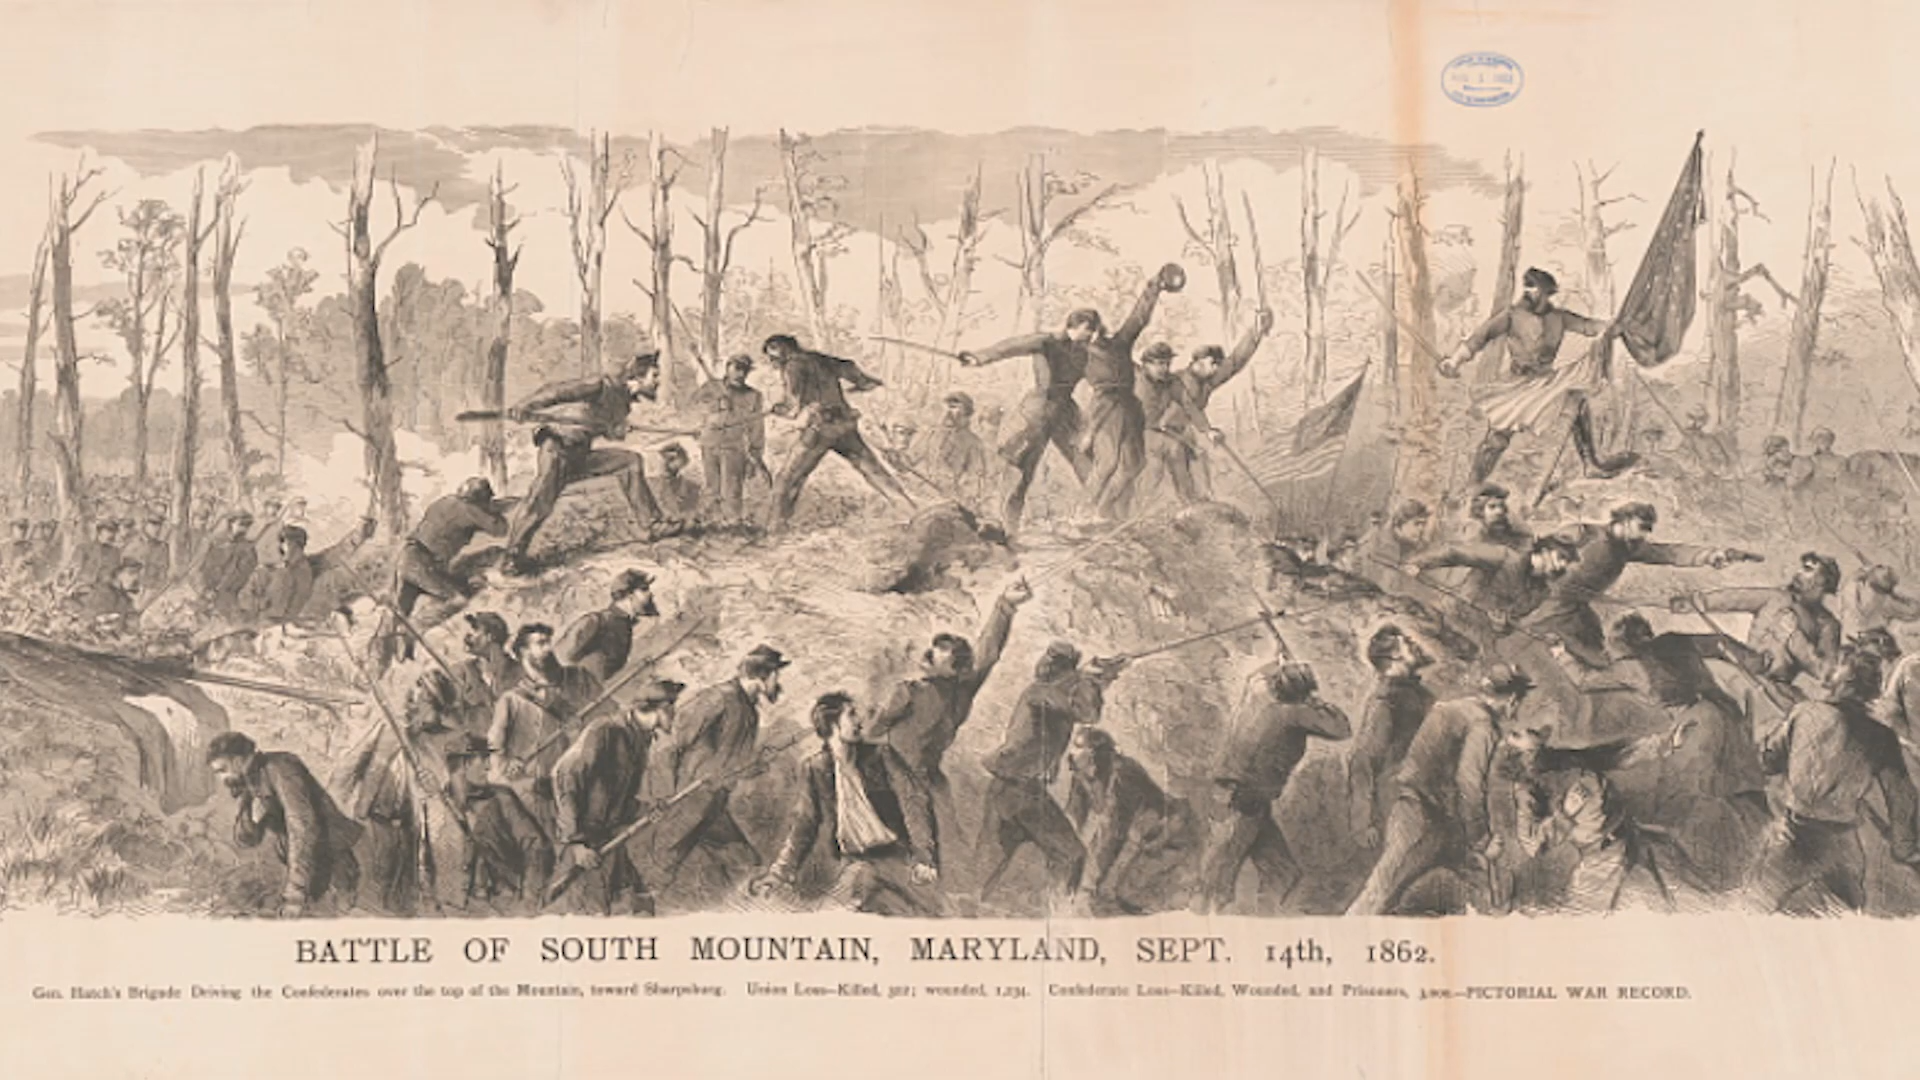 BATTLE OF SOUTH MOUNTAIN, MARYLAND, SEPT. 14th, 1862.
Gen. Hatch's Brigade Driving the Confederates over the top of the Mountain, toward Sharpsburg. Union Loss—Killed, 312; wounded, 1,234. Confederate Loss—Killed, Wounded, and Prisoners, —PICTORIAL WAR RECORD.